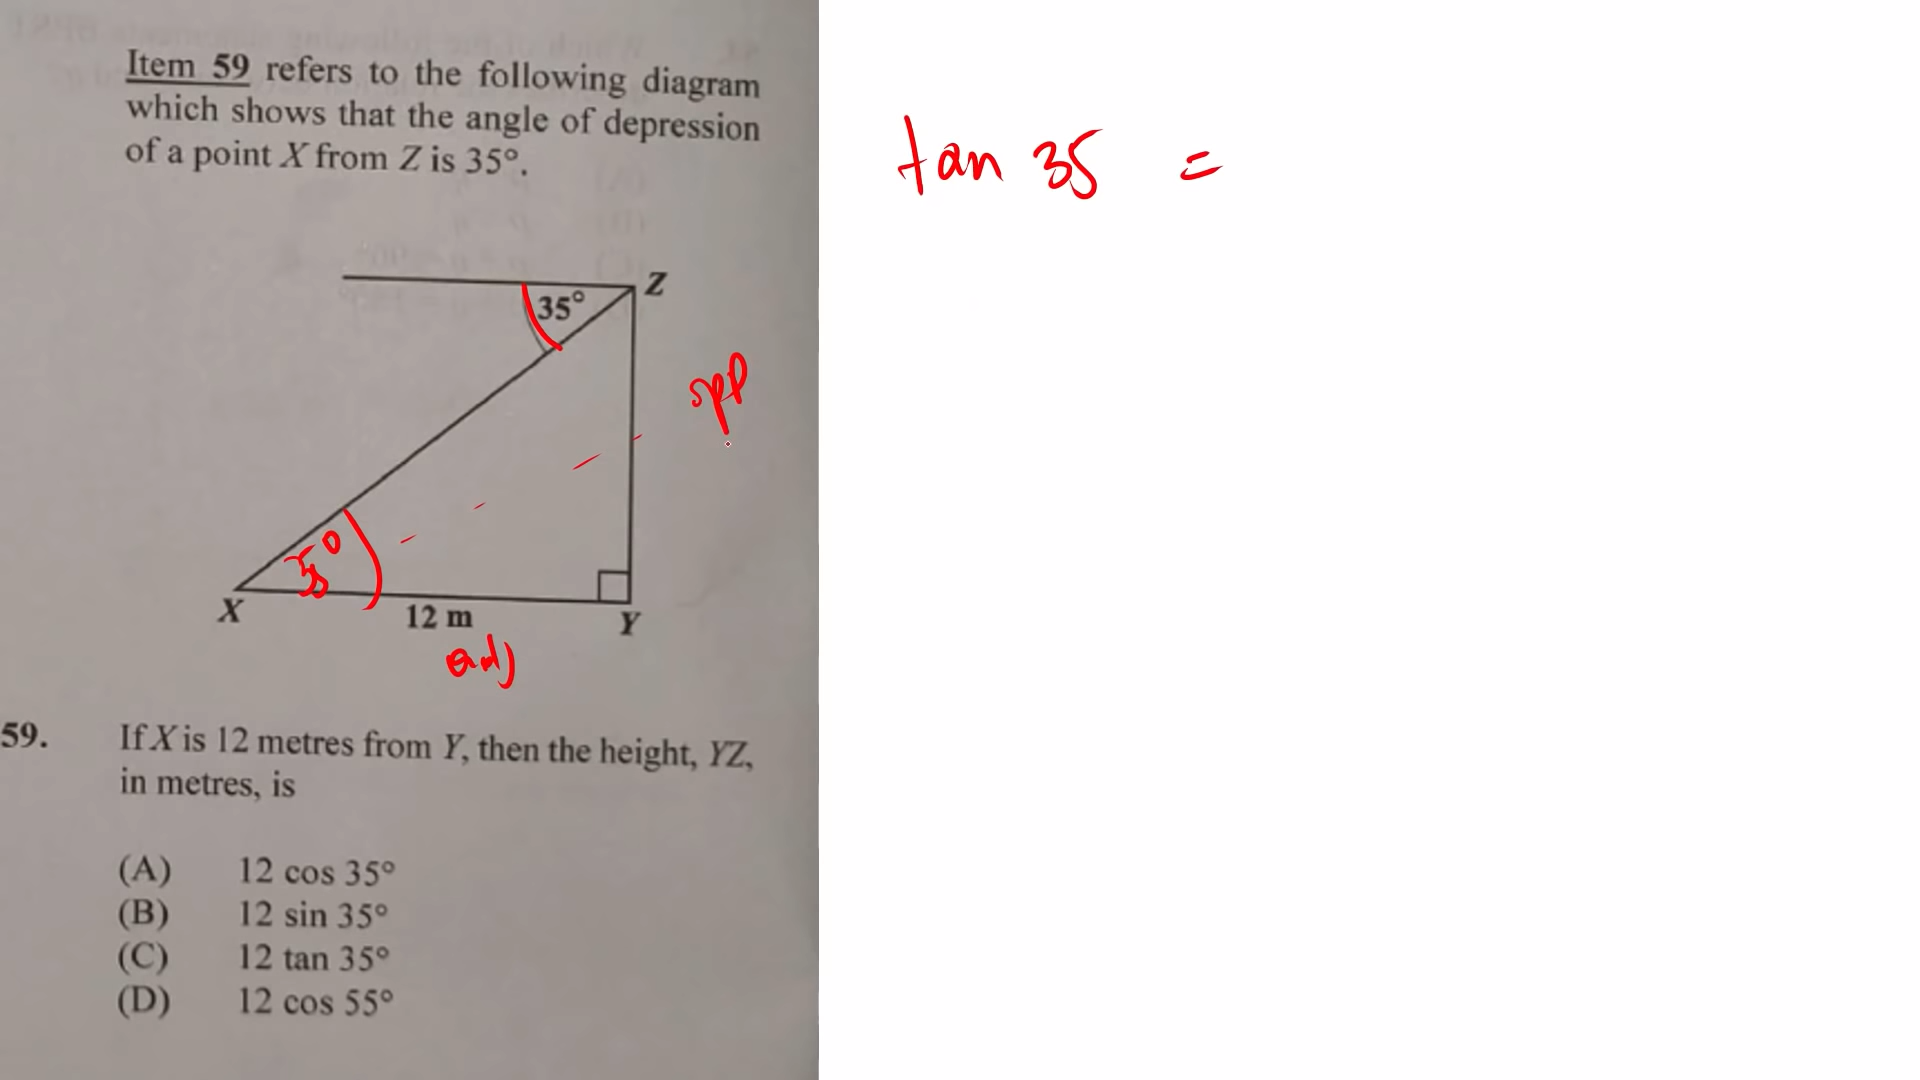 Item 59 refers to the following diagram
which shows that the angle of depression
of a point X from Z is 35°.
tan 35 =
Z
35°
opp
35°
X
12 m
Y
adj
59. If X is 12 metres from Y, then the height, YZ,
in metres, is
(A) 12 cos 35°
(B) 12 sin 35°
(C) 12 tan 35°
(D) 12 cos 55°